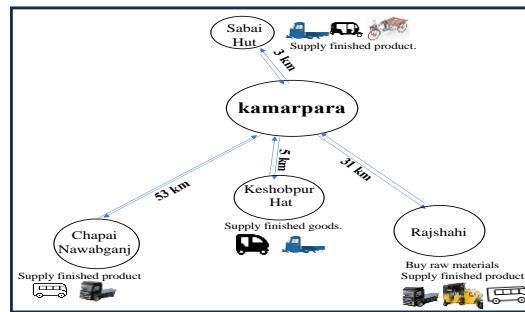 Sabai
Hut
Supply finished product.
3 km
kamarpara
53 km
5 km
31 km
Keshobpur
Hat
Supply finished goods.
Chapai
Nawabganj
Supply finished product
Rajshahi
Buy raw materials
Supply finished product